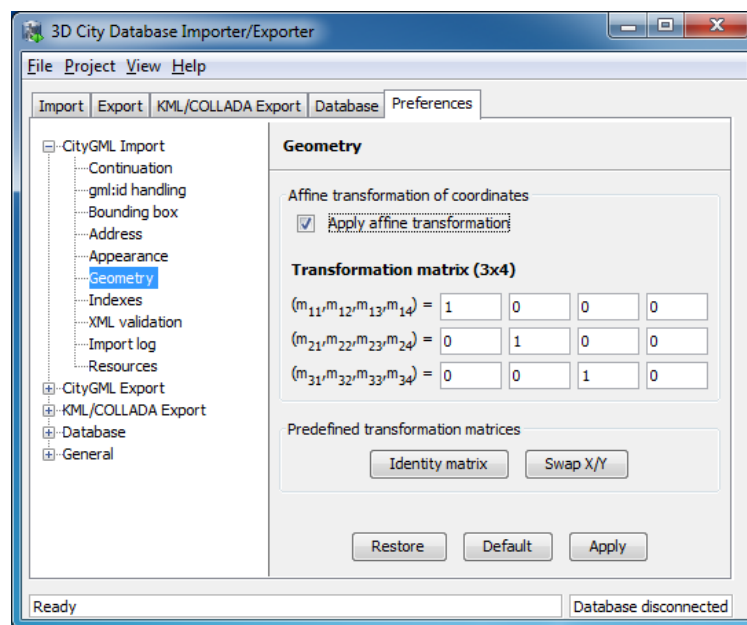 3D City Database Importer/Exporter
File Project View Help
Import Export KML/COLLADA Export Database Preferences
CityGML Import
Continuation
gml:id handling
Bounding box
Address
Appearance
Geometry
Indexes
XML validation
Import log
Resources
CityGML Export
KML/COLLADA Export
Database
General
Geometry
Affine transformation of coordinates
Apply affine transformation
Transformation matrix (3x4)
(m11,m12,m13,m14) = 1 0 0 0
(m21,m22,m23,m24) = 0 1 0 0
(m31,m32,m33,m34) = 0 0 1 0
Predefined transformation matrices
Identity matrix Swap X/Y
Restore Default Apply
Ready Database disconnected